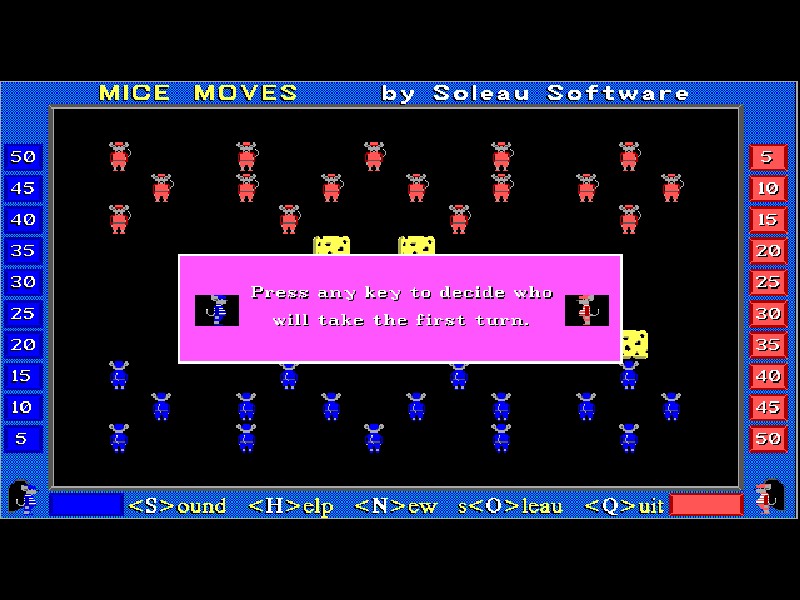 MICE MOVES by Soleau Software
50 5
45 10
40 15
35 20
30 25
25 30
20 35
15 40
10 45
5 50
Press any key to decide who
will take the first turn.
<S>ound <H>elp <N>ew s<O>leau <Q>uit